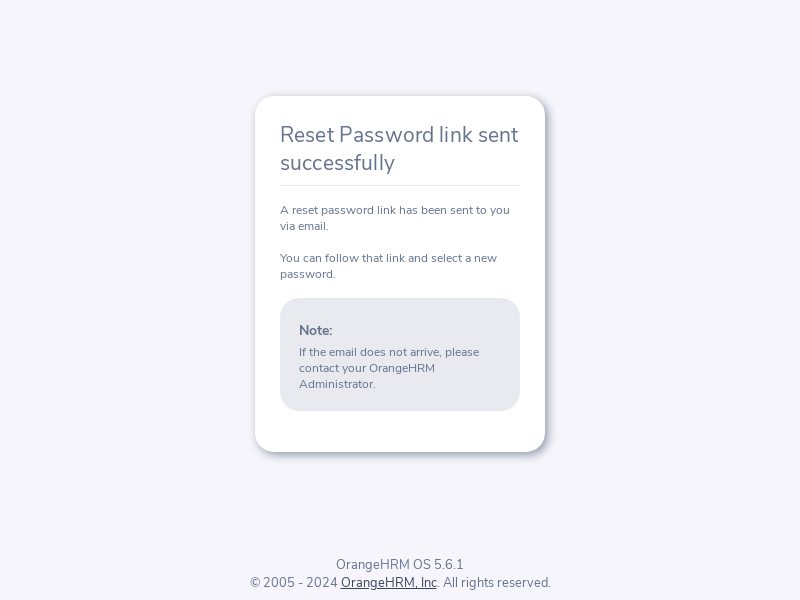 Reset Password link sent
successfully
A reset password link has been sent to you
via email.
You can follow that link and select a new
password.
Note:
If the email does not arrive, please
contact your OrangeHRM
Administrator.
OrangeHRM OS 5.6.1
© 2005 - 2024 OrangeHRM, Inc. All rights reserved.